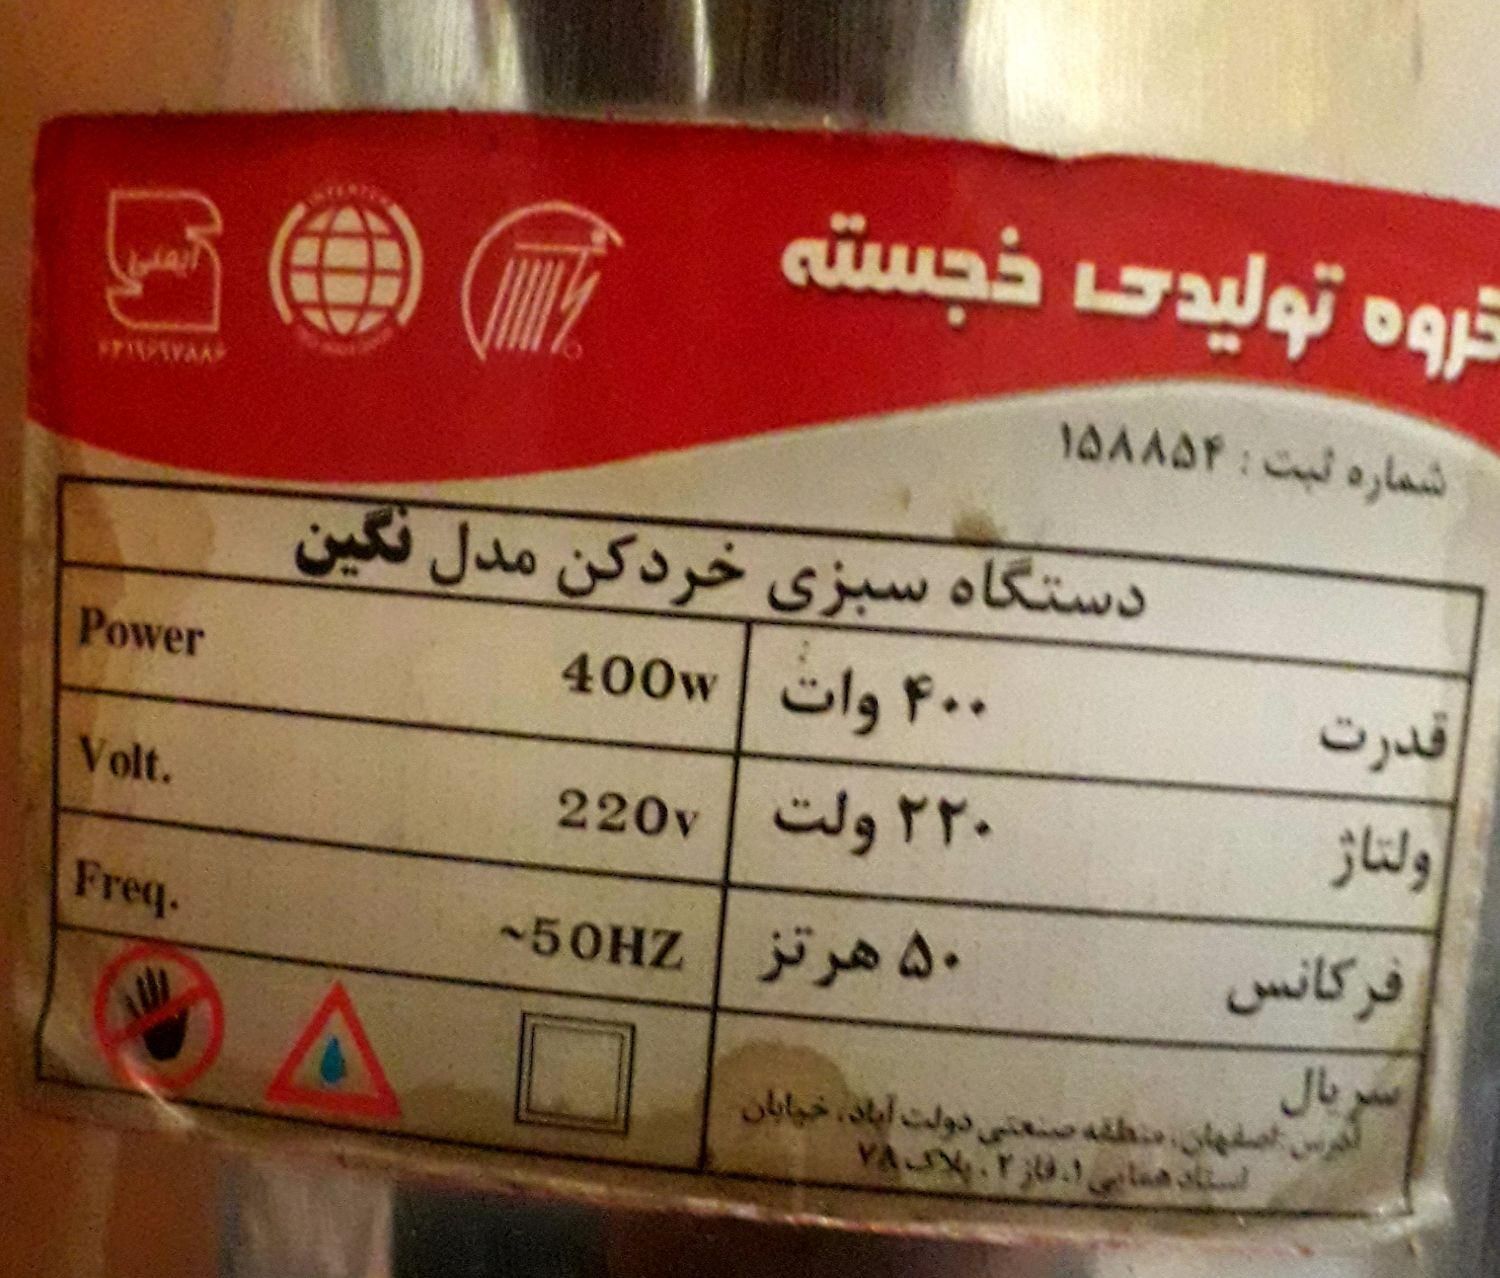 گروه تولیدی خجسته
ایمنی
شماره ثبت : ۱۵۸۸۵۴
دستگاه سبزی خردکن مدل نگین
قدرت ۴۰۰ وات
Power 400w
ولتاژ ۲۲۰ ولت
Volt. 220v
فرکانس ۵۰ هرتز
Freq. ~50HZ
سریال
آدرس: اصفهان، منطقه صنعتی دولت آباد، خیابان
استاد همایی ۱، فاز ۲، پلاک ۷۸